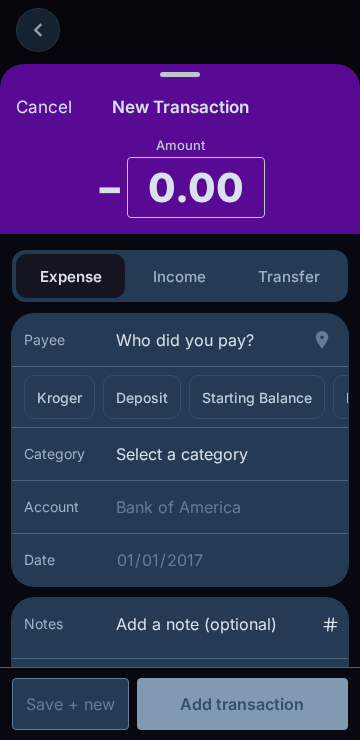 Cancel New Transaction
Amount
–0.00
Expense Income Transfer
Payee Who did you pay?
Kroger Deposit Starting Balance
Category Select a category
Account Bank of America
Date 01/01/2017
Notes Add a note (optional) #
Save + new Add transaction